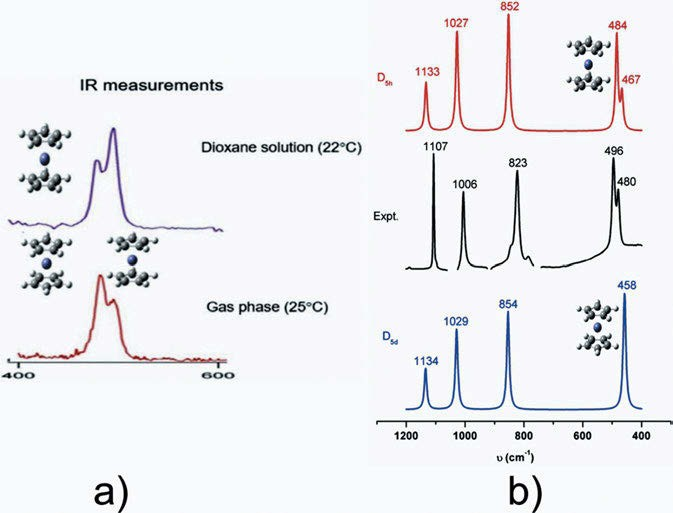 IR measurements
Dioxane solution (22°C)
Gas phase (25°C)
400
600
a)
852
1027
484
D5h
1133
467
1107
496
823
1006
480
Expt.
458
854
D5d
1029
1134
1200
1000
800
600
400
υ (cm-1)
b)